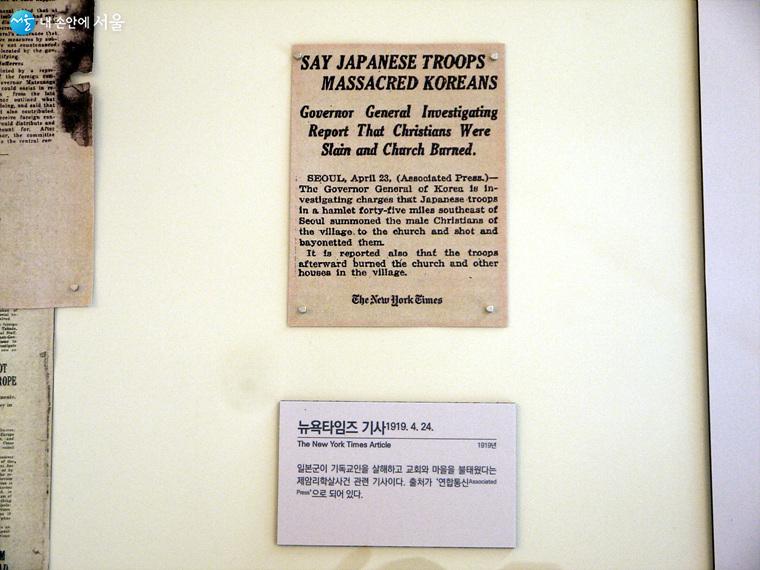 서울 내 손안에 서울
SAY JAPANESE TROOPS
MASSACRED KOREANS
Governor General Investigating
Report That Christians Were
Slain and Church Burned.
SEOUL, April 23, (Associated Press.)—
The Governor General of Korea is in-
vestigating charges that Japanese troops
in a hamlet forty-five miles southeast of
Seoul summoned the male Christians of
the village to the church and shot and
bayonetted them.
It is reported also that the troops
afterward burned the church and other
houses in the village.
The New York Times
뉴욕타임즈 기사 1919. 4. 24.
The New York Times Article
1919년
일본군이 기독교인을 살해하고 교회와 마을을 불태웠다는
제암리학살사건 관련 기사이다. 출처가 '연합통신Associated
Press'으로 되어 있다.